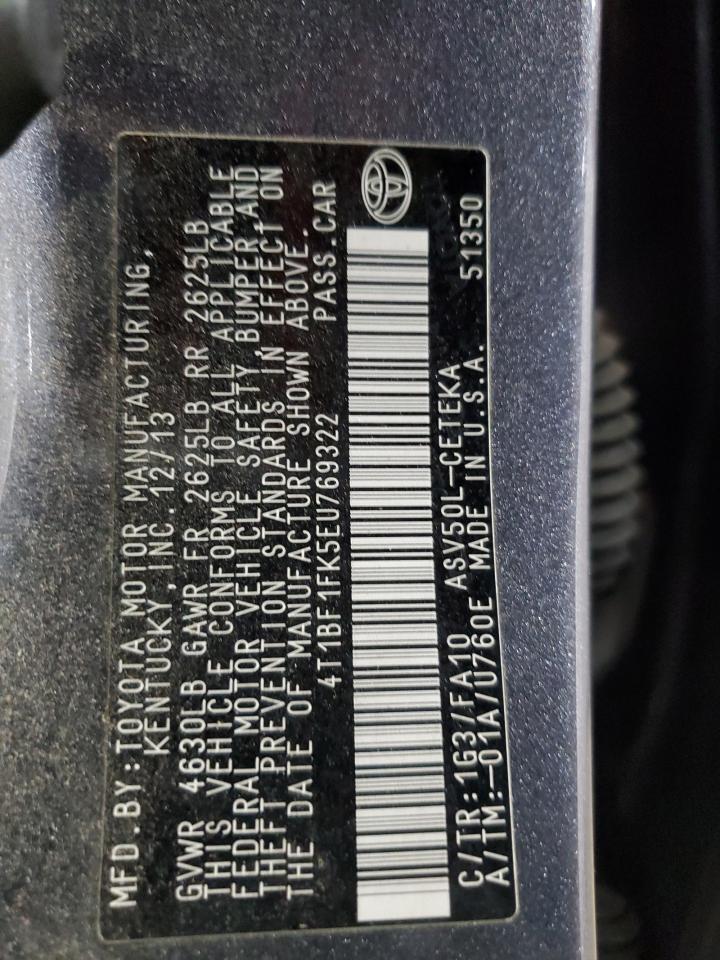 MFD.BY:TOYOTA MOTOR MANUFACTURING,
KENTUCKY,INC.12/13
GVWR 4630LB GAWR FR 2625LB RR 2625LB
THIS VEHICLE CONFORMS TO ALL APPLICABLE
FEDERAL MOTOR VEHICLE SAFETY, BUMPER,AND
THEFT PREVENTION STANDARDS IN EFFECT ON
THE DATE OF MANUFACTURE SHOWN ABOVE.
4T1BF1FK5EU769322 PASS.CAR
C/TR:1G3/FA10 ASV50L-CETEKA
A/TM:-01A/U760E MADE IN U.S.A. 51350